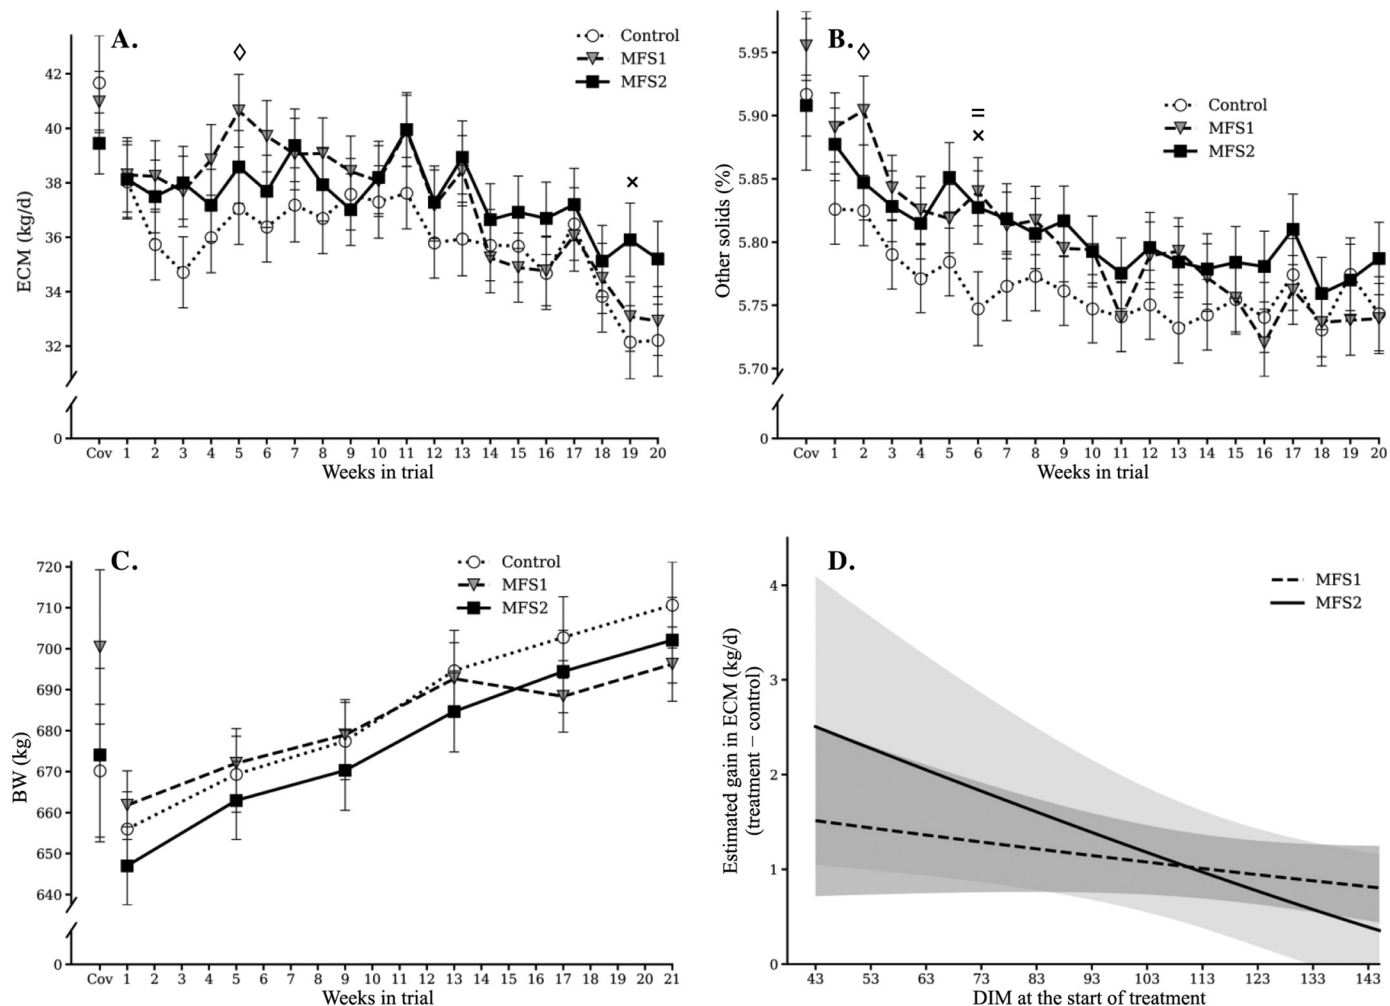 A.
◊
Control
MFS1
MFS2
×
ECM (kg/d)
42
40
38
36
34
32
0
Cov 1 2 3 4 5 6 7 8 9 10 11 12 13 14 15 16 17 18 19 20
Weeks in trial
B.
◊
=
×
Control
MFS1
MFS2
Other solids (%)
5.95
5.90
5.85
5.80
5.75
5.70
0
Cov 1 2 3 4 5 6 7 8 9 10 11 12 13 14 15 16 17 18 19 20
Weeks in trial
C.
Control
MFS1
MFS2
BW (kg)
720
710
700
690
680
670
660
650
640
0
Cov 1 2 3 4 5 6 7 8 9 10 11 12 13 14 15 16 17 18 19 20 21
Weeks in trial
D.
MFS1
MFS2
Estimated gain in ECM (kg/d)
(treatment – control)
4
3
2
1
0
43 53 63 73 83 93 103 113 123 133 143
DIM at the start of treatment